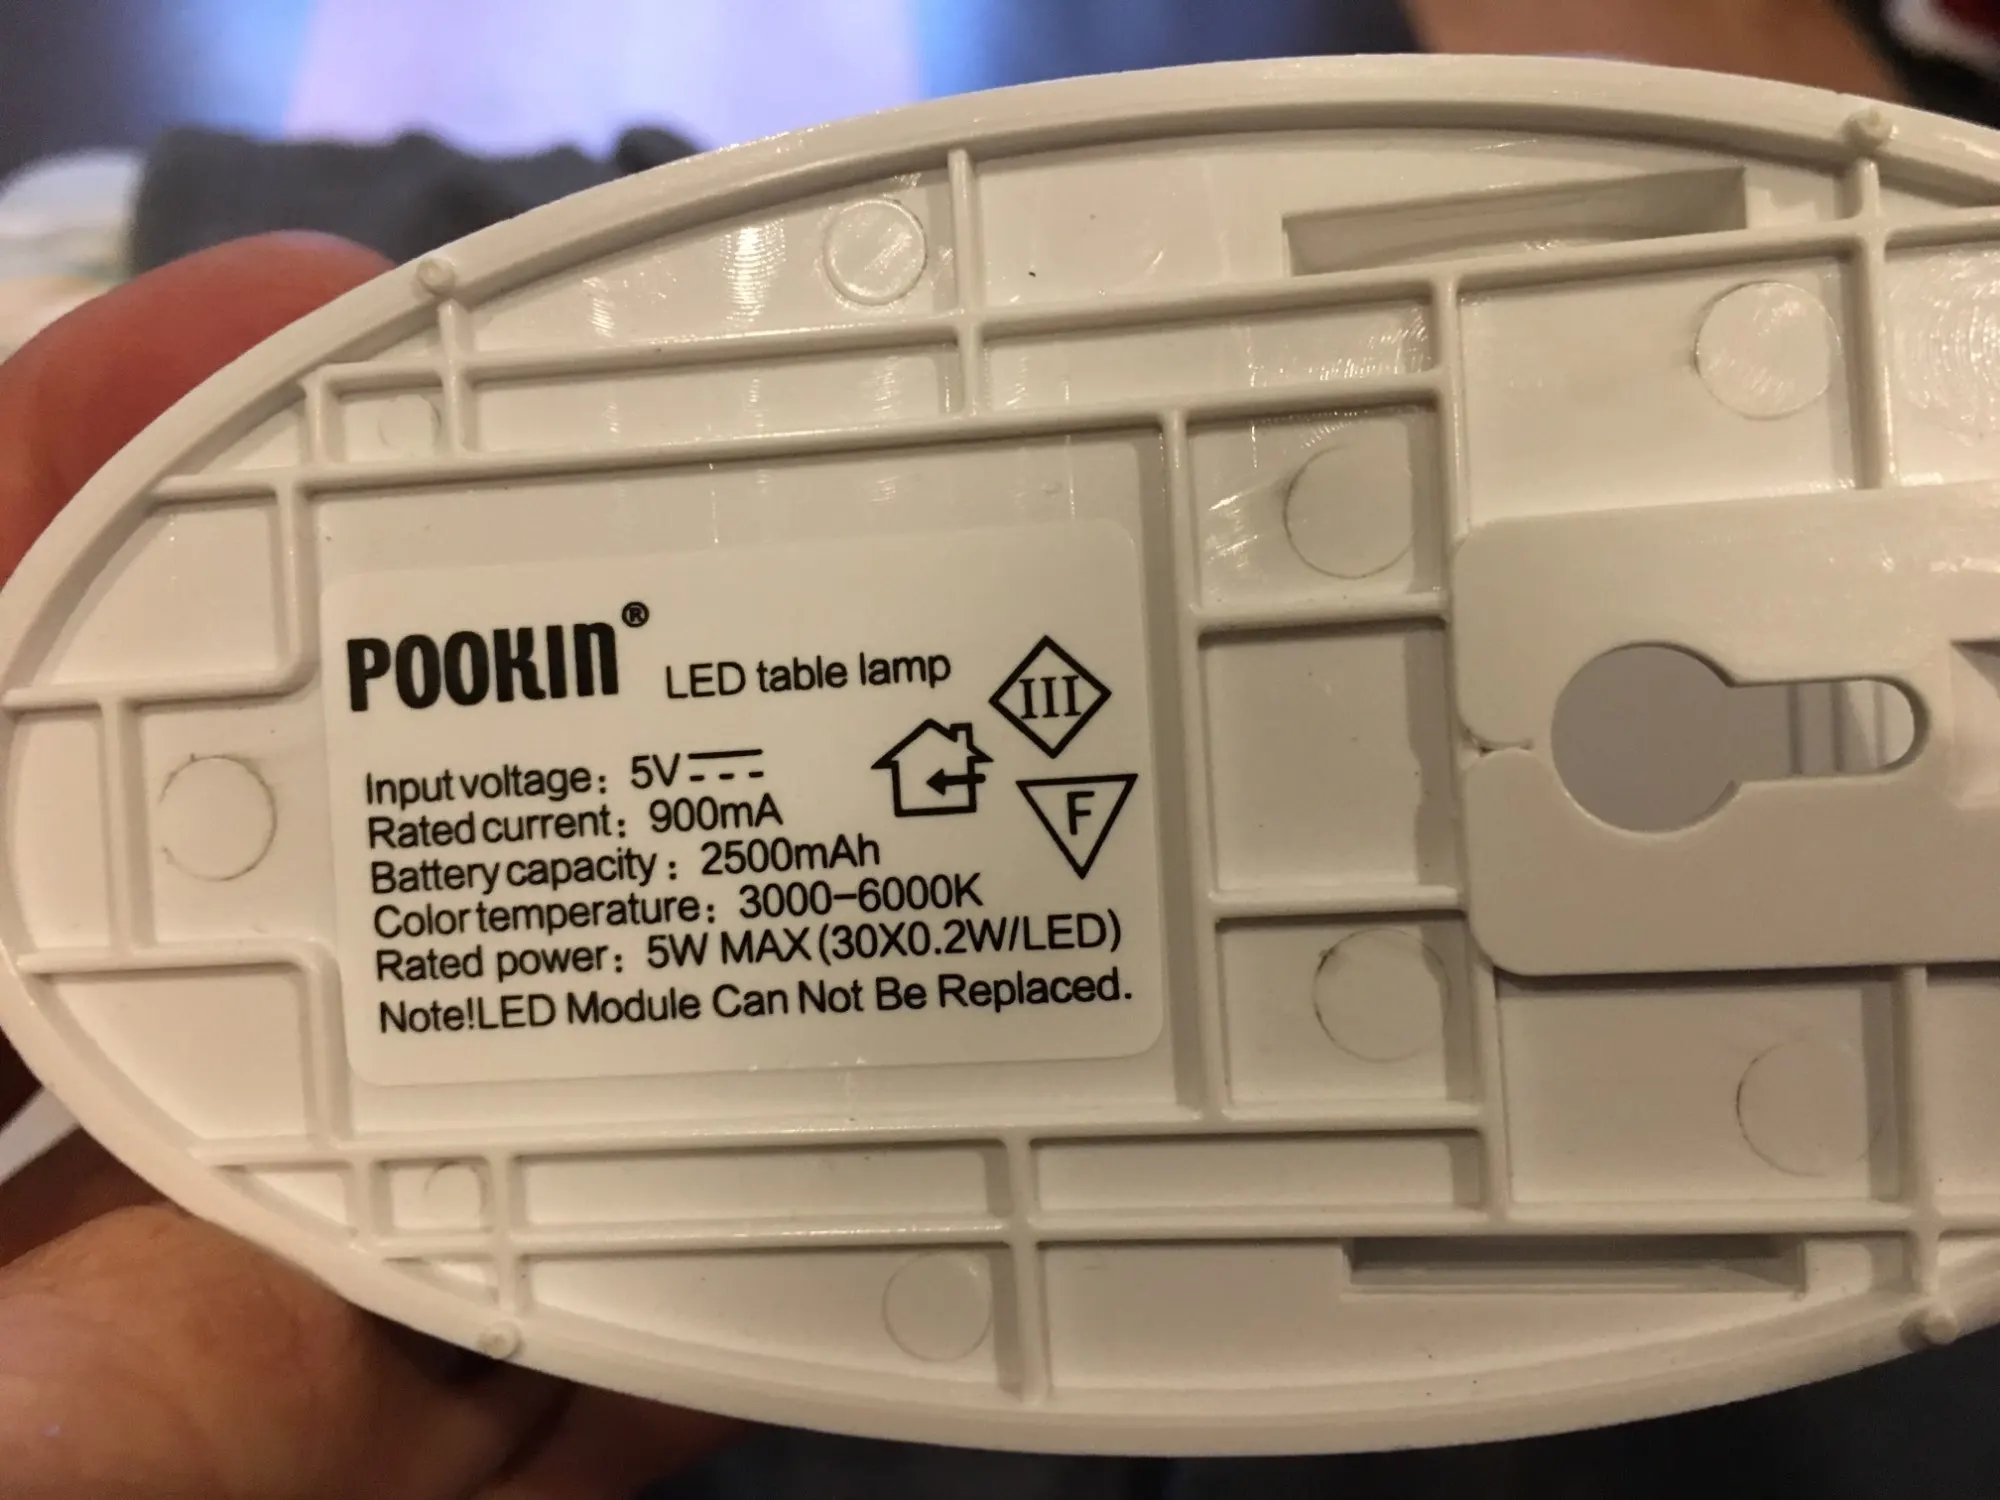 POOKIN® LED table lamp
III
Input voltage: 5V
Rated current: 900mA
F
Battery capacity: 2500mAh
Color temperature: 3000-6000K
Rated power: 5W MAX(30X0.2W/LED)
Note!LED Module Can Not Be Replaced.